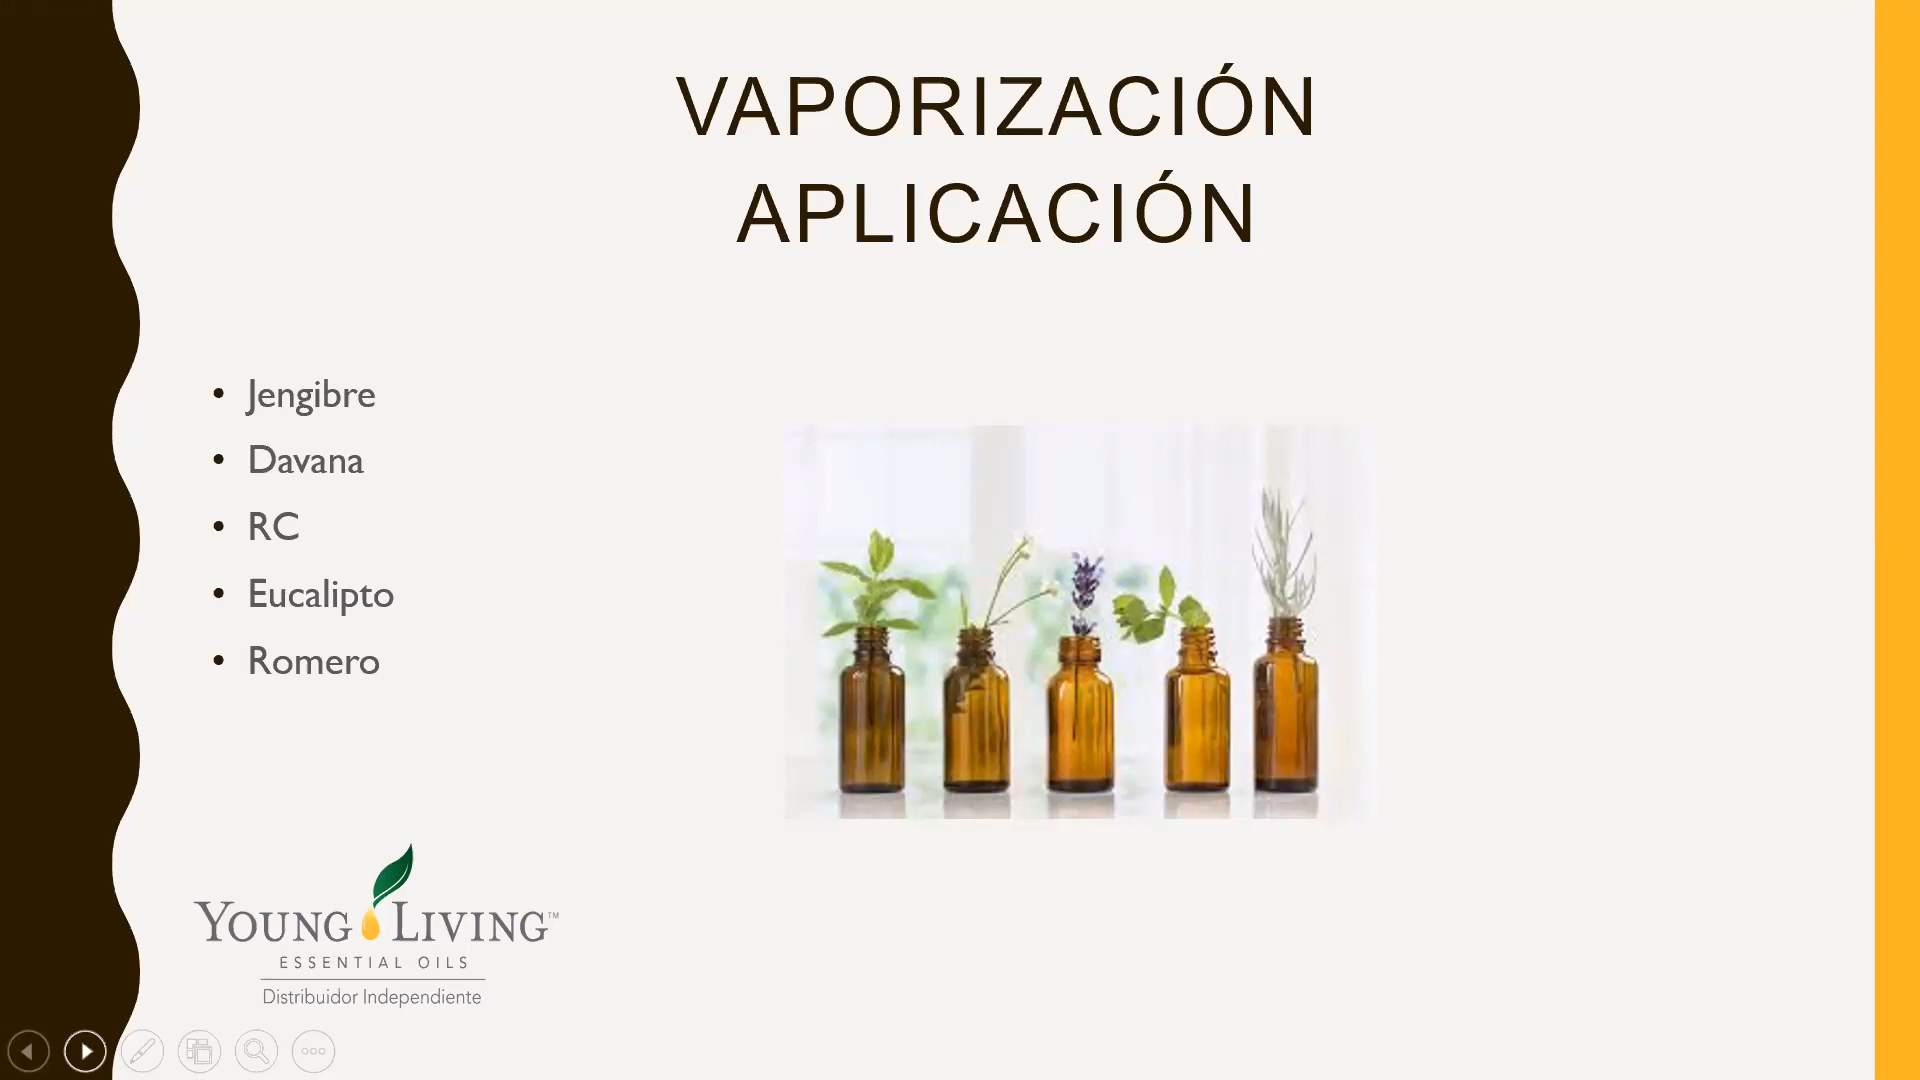 VAPORIZACIÓN
APLICACIÓN
• Jengibre
• Davana
• RC
• Eucalipto
• Romero
YOUNG LIVING™
ESSENTIAL OILS
Distribuidor Independiente